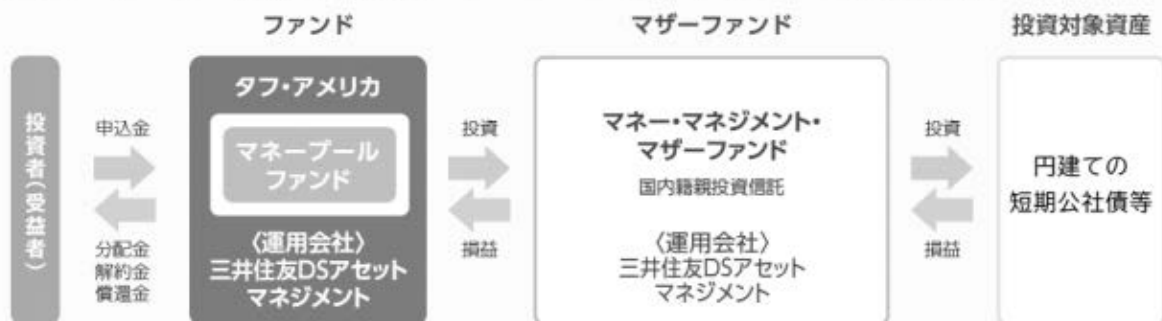 ファンド
マザーファンド
投資対象資産
投資者（受益者）
申込金
分配金
解約金
償還金
タフ・アメリカ
マネープール
ファンド
〈運用会社〉
三井住友DSアセット
マネジメント
投資
損益
マネー・マネジメント・
マザーファンド
国内籍親投資信託
〈運用会社〉
三井住友DSアセット
マネジメント
投資
損益
円建ての
短期公社債等